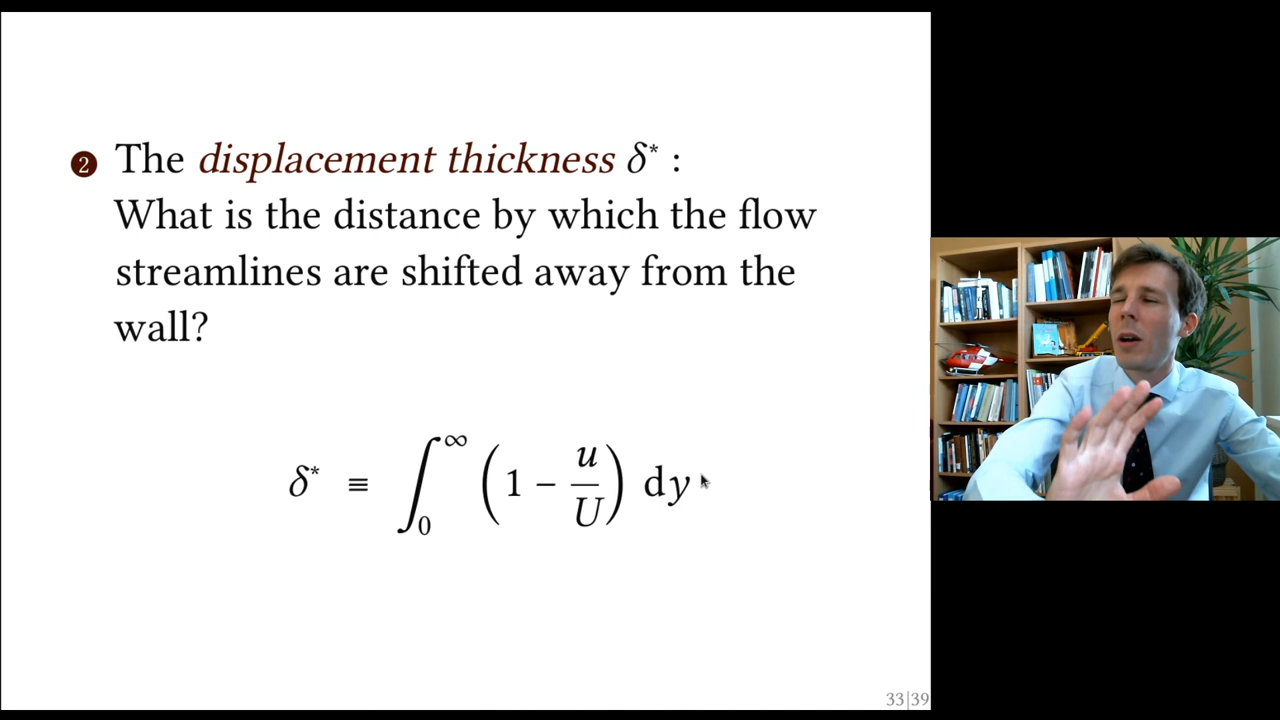 ❷ The displacement thickness δ* :
What is the distance by which the flow
streamlines are shifted away from the
wall?
δ* ≡ ∫₀^∞ (1 − u/U) dy
33|39